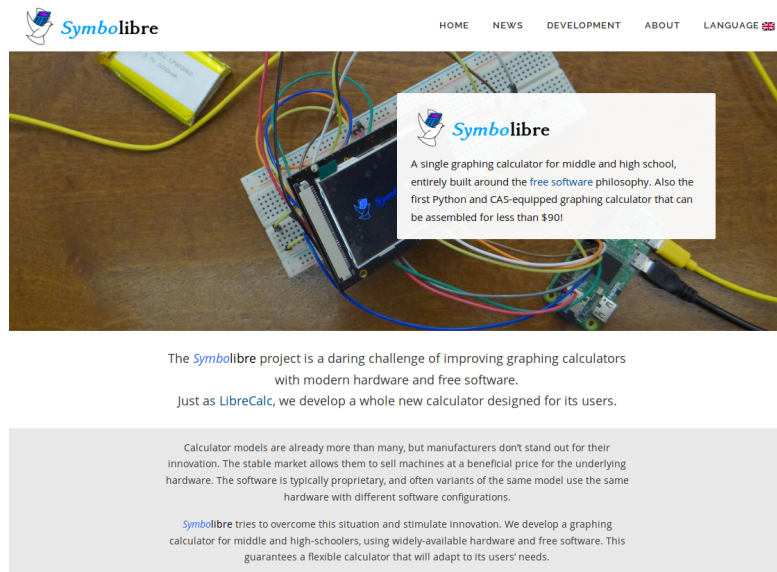 Symbolibre
HOME NEWS DEVELOPMENT ABOUT LANGUAGE
Symbolibre
A single graphing calculator for middle and high school,
entirely built around the free software philosophy. Also the
first Python and CAS-equipped graphing calculator that can
be assembled for less than $90!
The Symbolibre project is a daring challenge of improving graphing calculators
with modern hardware and free software.
Just as LibreCalc, we develop a whole new calculator designed for its users.
Calculator models are already more than many, but manufacturers don't stand out for their
innovation. The stable market allows them to sell machines at a beneficial price for the underlying
hardware. The software is typically proprietary, and often variants of the same model use the same
hardware with different software configurations.
Symbolibre tries to overcome this situation and stimulate innovation. We develop a graphing
calculator for middle and high-schoolers, using widely-available hardware and free software. This
guarantees a flexible calculator that will adapt to its users' needs.